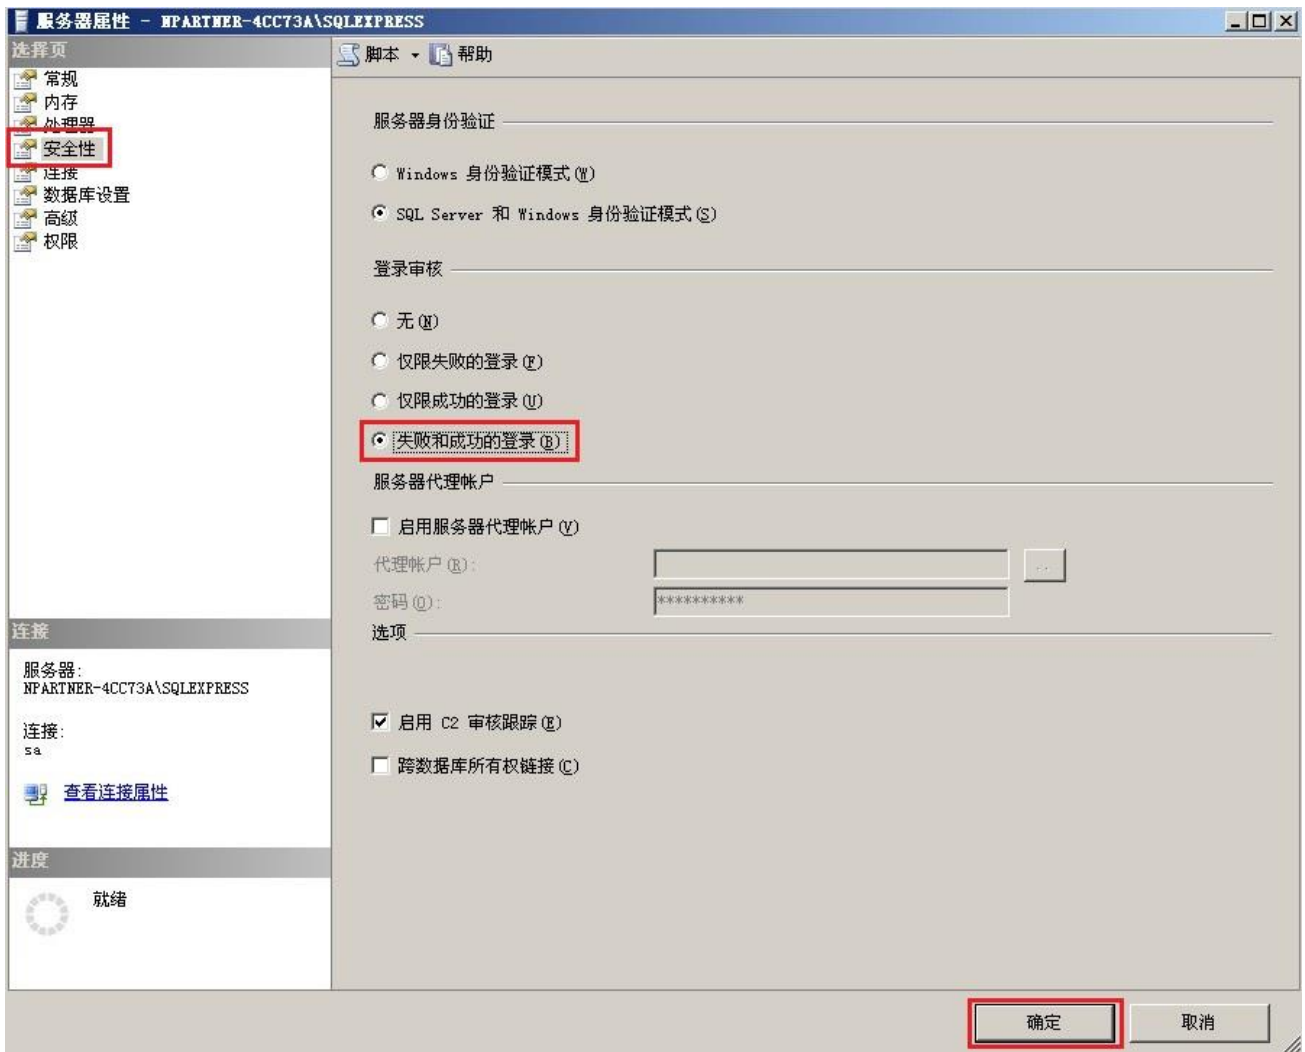 服务器属性 - NPARTNER-4CC73A\SQLEXPRESS
选择页
常规
内存
处理器
安全性
连接
数据库设置
高级
权限
脚本 帮助
服务器身份验证
Windows 身份验证模式(W)
SQL Server 和 Windows 身份验证模式(S)
登录审核
无(N)
仅限失败的登录(F)
仅限成功的登录(U)
失败和成功的登录(B)
服务器代理帐户
启用服务器代理帐户(V)
代理帐户(R):
..
密码(O):
**********
选项
启用 C2 审核跟踪(E)
跨数据库所有权链接(C)
连接
服务器:
NPARTNER-4CC73A\SQLEXPRESS
连接:
sa
查看连接属性
进度
就绪
确定
取消